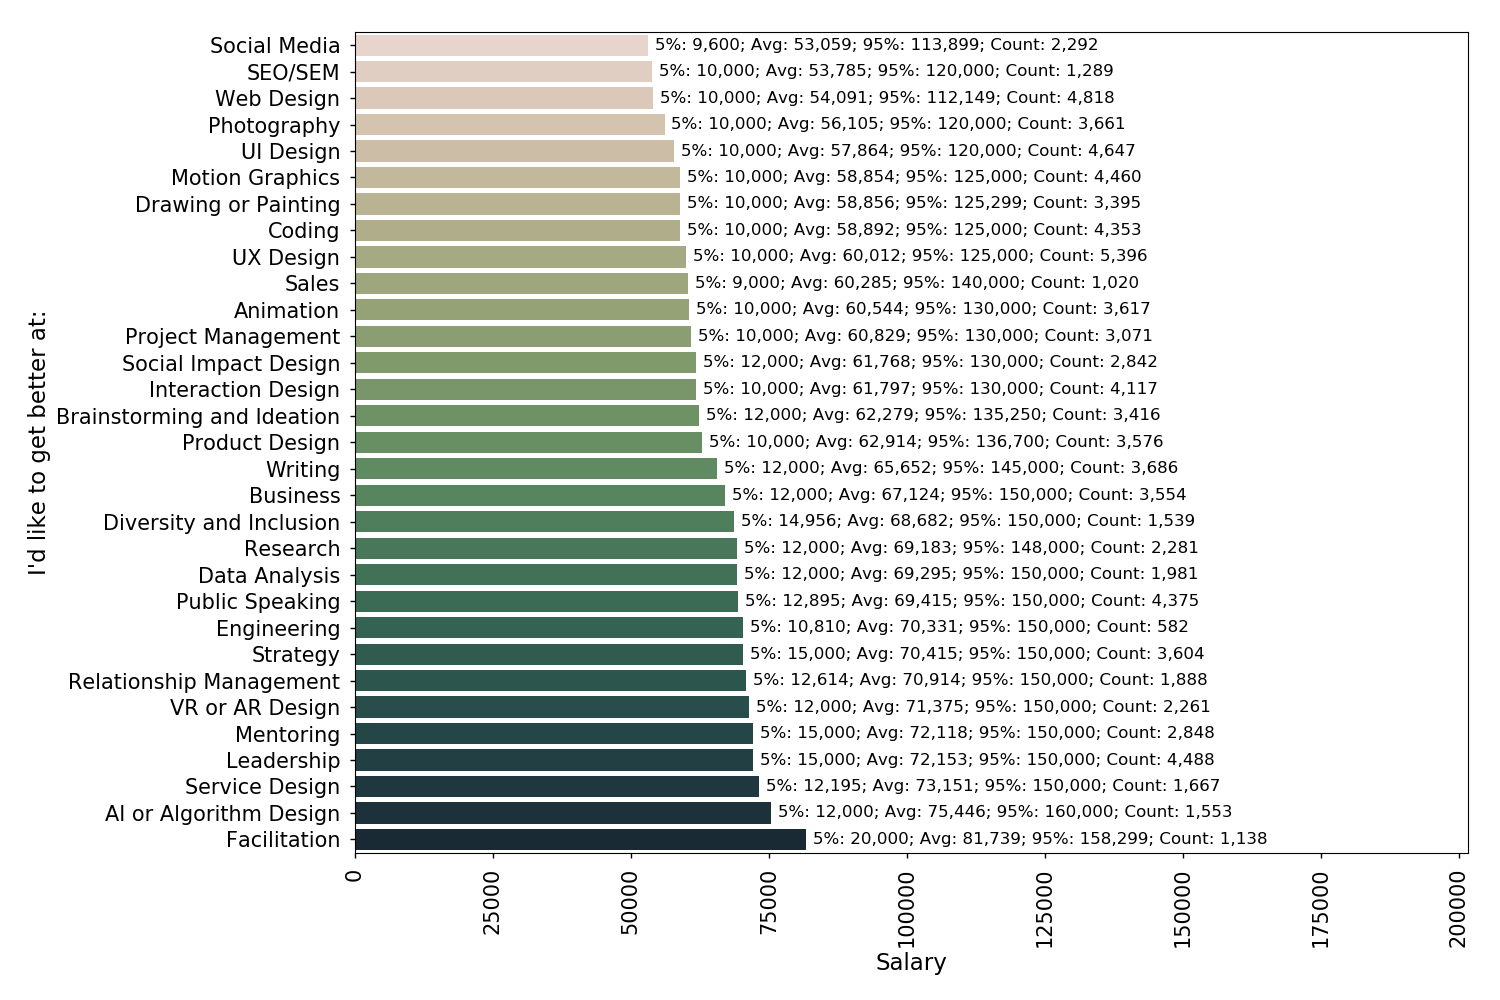 I'd like to get better at:
Social Media 5%: 9,600; Avg: 53,059; 95%: 113,899; Count: 2,292
SEO/SEM 5%: 10,000; Avg: 53,785; 95%: 120,000; Count: 1,289
Web Design 5%: 10,000; Avg: 54,091; 95%: 112,149; Count: 4,818
Photography 5%: 10,000; Avg: 56,105; 95%: 120,000; Count: 3,661
UI Design 5%: 10,000; Avg: 57,864; 95%: 120,000; Count: 4,647
Motion Graphics 5%: 10,000; Avg: 58,854; 95%: 125,000; Count: 4,460
Drawing or Painting 5%: 10,000; Avg: 58,856; 95%: 125,299; Count: 3,395
Coding 5%: 10,000; Avg: 58,892; 95%: 125,000; Count: 4,353
UX Design 5%: 10,000; Avg: 60,012; 95%: 125,000; Count: 5,396
Sales 5%: 9,000; Avg: 60,285; 95%: 140,000; Count: 1,020
Animation 5%: 10,000; Avg: 60,544; 95%: 130,000; Count: 3,617
Project Management 5%: 10,000; Avg: 60,829; 95%: 130,000; Count: 3,071
Social Impact Design 5%: 12,000; Avg: 61,768; 95%: 130,000; Count: 2,842
Interaction Design 5%: 10,000; Avg: 61,797; 95%: 130,000; Count: 4,117
Brainstorming and Ideation 5%: 12,000; Avg: 62,279; 95%: 135,250; Count: 3,416
Product Design 5%: 10,000; Avg: 62,914; 95%: 136,700; Count: 3,576
Writing 5%: 12,000; Avg: 65,652; 95%: 145,000; Count: 3,686
Business 5%: 12,000; Avg: 67,124; 95%: 150,000; Count: 3,554
Diversity and Inclusion 5%: 14,956; Avg: 68,682; 95%: 150,000; Count: 1,539
Research 5%: 12,000; Avg: 69,183; 95%: 148,000; Count: 2,281
Data Analysis 5%: 12,000; Avg: 69,295; 95%: 150,000; Count: 1,981
Public Speaking 5%: 12,895; Avg: 69,415; 95%: 150,000; Count: 4,375
Engineering 5%: 10,810; Avg: 70,331; 95%: 150,000; Count: 582
Strategy 5%: 15,000; Avg: 70,415; 95%: 150,000; Count: 3,604
Relationship Management 5%: 12,614; Avg: 70,914; 95%: 150,000; Count: 1,888
VR or AR Design 5%: 12,000; Avg: 71,375; 95%: 150,000; Count: 2,261
Mentoring 5%: 15,000; Avg: 72,118; 95%: 150,000; Count: 2,848
Leadership 5%: 15,000; Avg: 72,153; 95%: 150,000; Count: 4,488
Service Design 5%: 12,195; Avg: 73,151; 95%: 150,000; Count: 1,667
AI or Algorithm Design 5%: 12,000; Avg: 75,446; 95%: 160,000; Count: 1,553
Facilitation 5%: 20,000; Avg: 81,739; 95%: 158,299; Count: 1,138
0 25000 50000 75000 100000 125000 150000 175000 200000
Salary